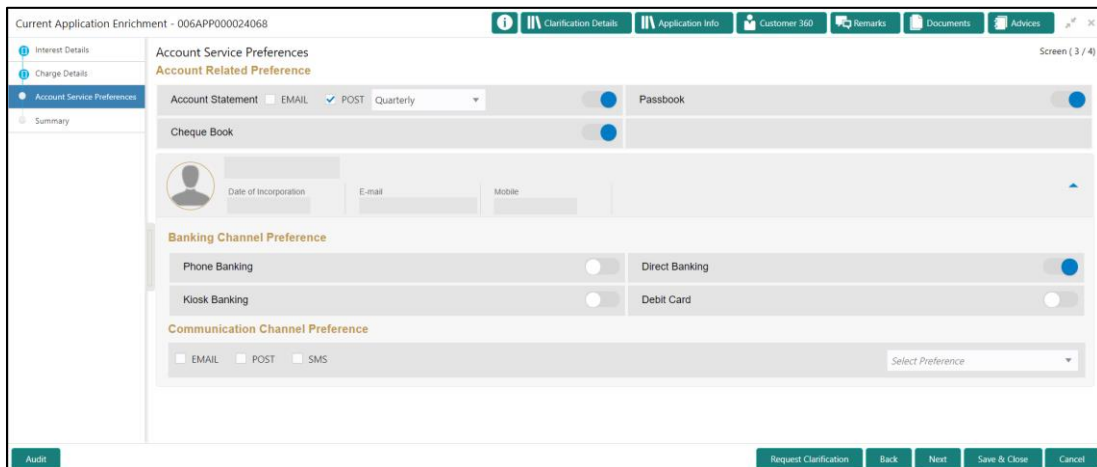 Current Application Enrichment - 006APP000024068
Clarification Details
Application Info
Customer 360
Remarks
Documents
Advices
Interest Details
Charge Details
Account Service Preferences
Summary
Account Service Preferences
Screen ( 3 / 4)
Account Related Preference
Account Statement EMAIL POST Quarterly
Passbook
Cheque Book
Date of Incorporation E-mail Mobile
Banking Channel Preference
Phone Banking Direct Banking
Kiosk Banking Debit Card
Communication Channel Preference
EMAIL POST SMS Select Preference
Audit Request Clarification Back Next Save & Close Cancel